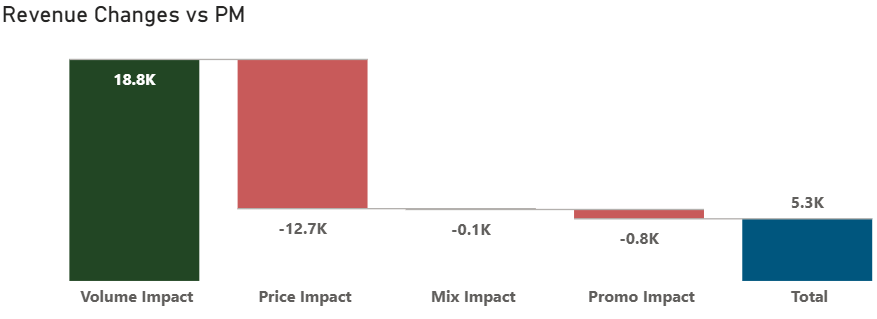 Revenue Changes vs PM
18.8K
-12.7K
-0.1K
-0.8K
5.3K
Volume Impact
Price Impact
Mix Impact
Promo Impact
Total